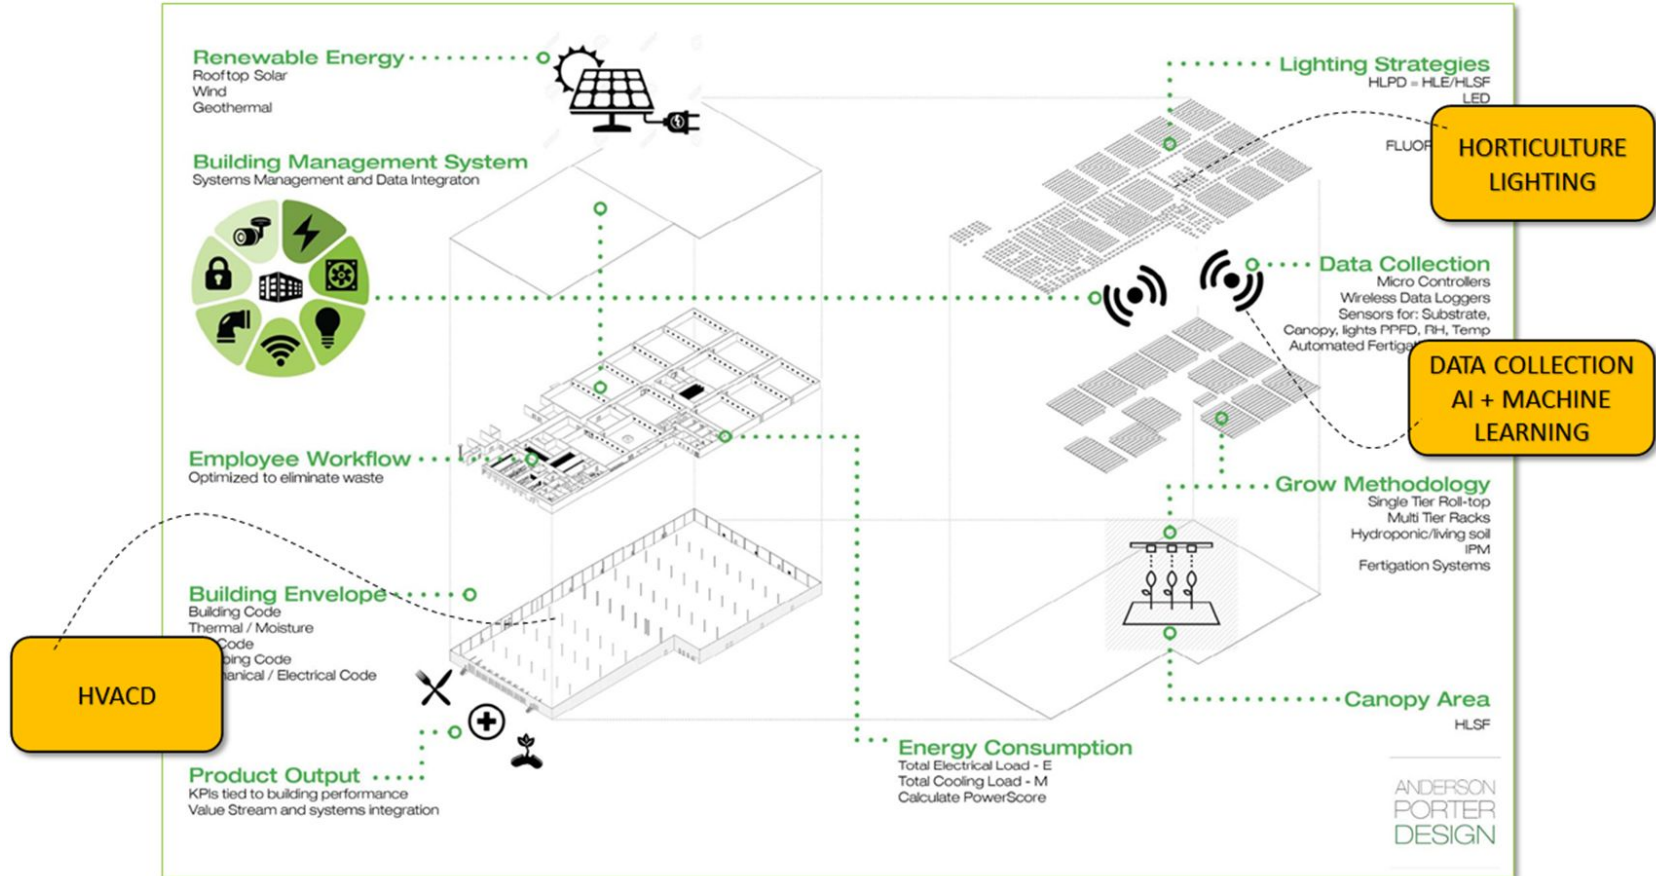 Renewable Energy
Rooftop Solar
Wind
Geothermal
Building Management System
Systems Management and Data Integraton
Employee Workflow
Optimized to eliminate waste
Building Envelope
Building Code
Thermal / Moisture
Code
Code
/ Electrical Code
HVACD
Product Output
KPIs tied to building performance
Value Stream and systems integration
Energy Consumption
Total Electrical Load - E
Total Cooling Load - M
Calculate PowerScore
Lighting Strategies
HLPD = HLE/HLSF
LED
HORTICULTURE
LIGHTING
Data Collection
Micro Controllers
Wireless Data Loggers
Sensors for: Substrate,
Canopy, lights PPFD, RH, Temp
Automated
DATA COLLECTION
AI + MACHINE
LEARNING
Grow Methodology
Single Tier Roll-top
Multi Tier Racks
Hydroponic/living soil
IPM
Fertigation Systems
Canopy Area
HLSF
ANDERSON
PORTER
DESIGN